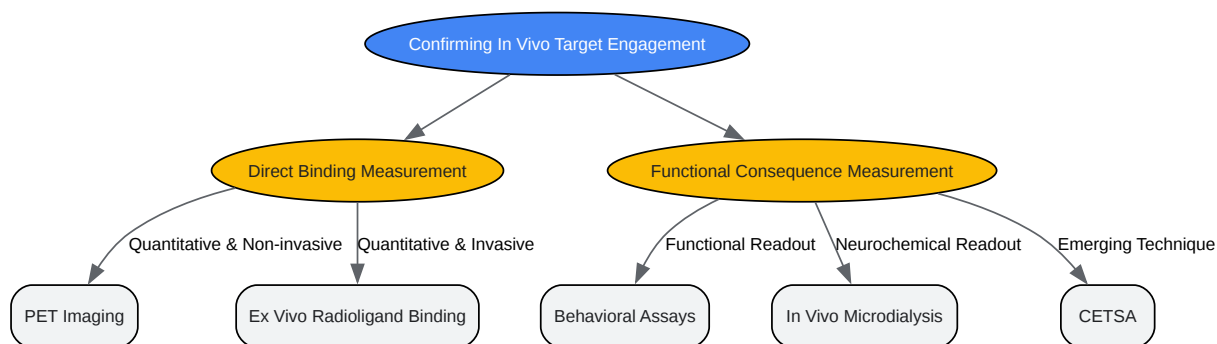 Confirming In Vivo Target Engagement
Direct Binding Measurement
Functional Consequence Measurement
Quantitative & Non-invasive
Quantitative & Invasive
Functional Readout
Neurochemical Readout
Emerging Technique
PET Imaging
Ex Vivo Radioligand Binding
Behavioral Assays
In Vivo Microdialysis
CETSA